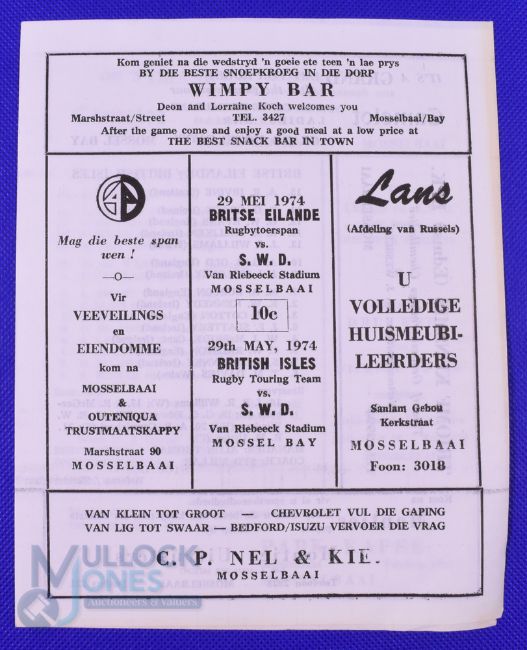 Kom geniet na die wedstryd 'n goeie ete teen 'n lae prys
BY DIE BESTE SNOEPKROEG IN DIE DORP
WIMPY BAR
Deon and Lorraine Koch welcomes you
Marshstraat/Street TEL. 3427 Mosselbaai/Bay
After the game come and enjoy a good meal at a low price at
THE BEST SNACK BAR IN TOWN
Mag die beste span
wen !
—o—
Vir
VEEVEILINGS
en
EIENDOMME
kom na
MOSSELBAAI
&
OUTENIQUA
TRUSTMAATSKAPPY
Marshstraat 90
MOSSELBAAI
29 MEI 1974
BRITSE EILANDE
Rugbytoerspan
vs.
S. W. D.
Van Riebeeck Stadium
MOSSELBAAI
10c
29th MAY, 1974
BRITISH ISLES
Rugby Touring Team
vs.
S. W. D.
Van Riebeeck Stadium
MOSSEL BAY
Lans
(Afdeling van Russels)
U
VOLLEDIGE
HUISMEUBI-
LEERDERS
Sanlam Gebou
Kerkstraat
MOSSELBAAI
Foon: 3018
VAN KLEIN TOT GROOT — CHEVROLET VUL DIE GAPING
VAN LIG TOT SWAAR — BEDFORD/ISUZU VERVOER DIE VRAG
C. P. NEL & KIE.
MOSSELBAAI
MULLOCK
JONES
Auctioneers & Valuers